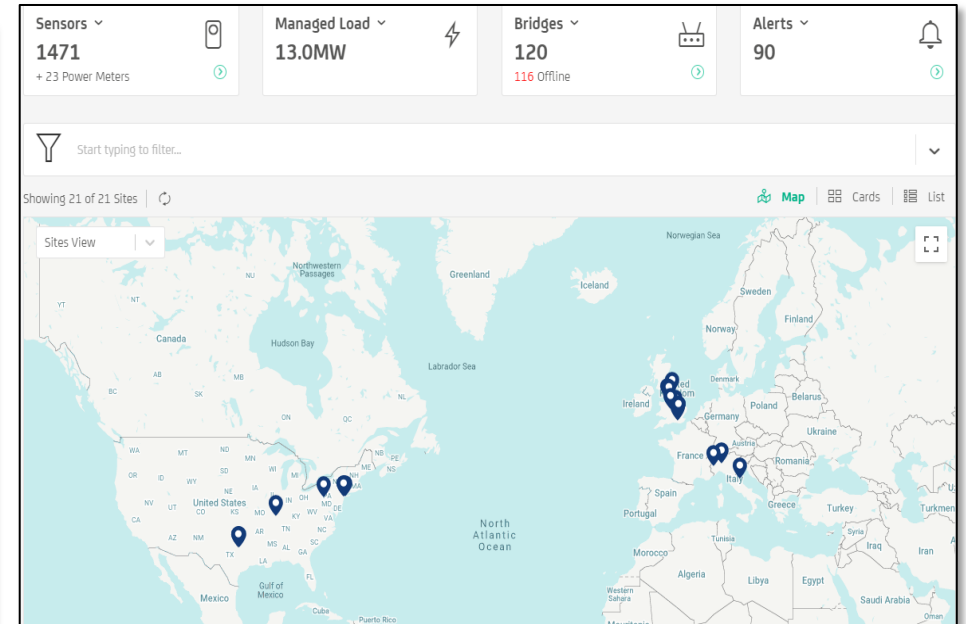 Sensors
1471
+ 23 Power Meters
Managed Load
13.0MW
Bridges
120
116 Offline
Alerts
90
Start typing to filter...
Showing 21 of 21 Sites
Map
Cards
List
Sites View
Norwegian Sea
Northwestern
Passages
NU
Greenland
Iceland
Sweden
YT
NT
Finland
Norway
Canada
Hudson Bay
Labrador Sea
AB
MB
BC
SK
NL
Denmark
Ireland
Belarus
Poland
ON
QC
Germany
Ukraine
WA
MT
ND
MN
NB
PE
Austria
France
Romania
OR
ID
SD
WI
MI
ME
NS
NH
WY
Italy
NV
UT
United States
NE
IA
IN
OH
MA
Spain
CO
KS
MO
KY
WV
MD
DE
VA
Greece
Turkey
Turkmen
CA
Portugal
AZ
NM
AR
TN
NC
North
Atlantic
Ocean
MS
AL
SC
GA
Tunisia
Syria
Iraq
Iran
TX
LA
Morocco
Algeria
Libya
Egypt
FL
Gulf of
Mexico
Mexico
Western
Sahara
Saudi Arabia
Cuba
Puerto Rico
Oman